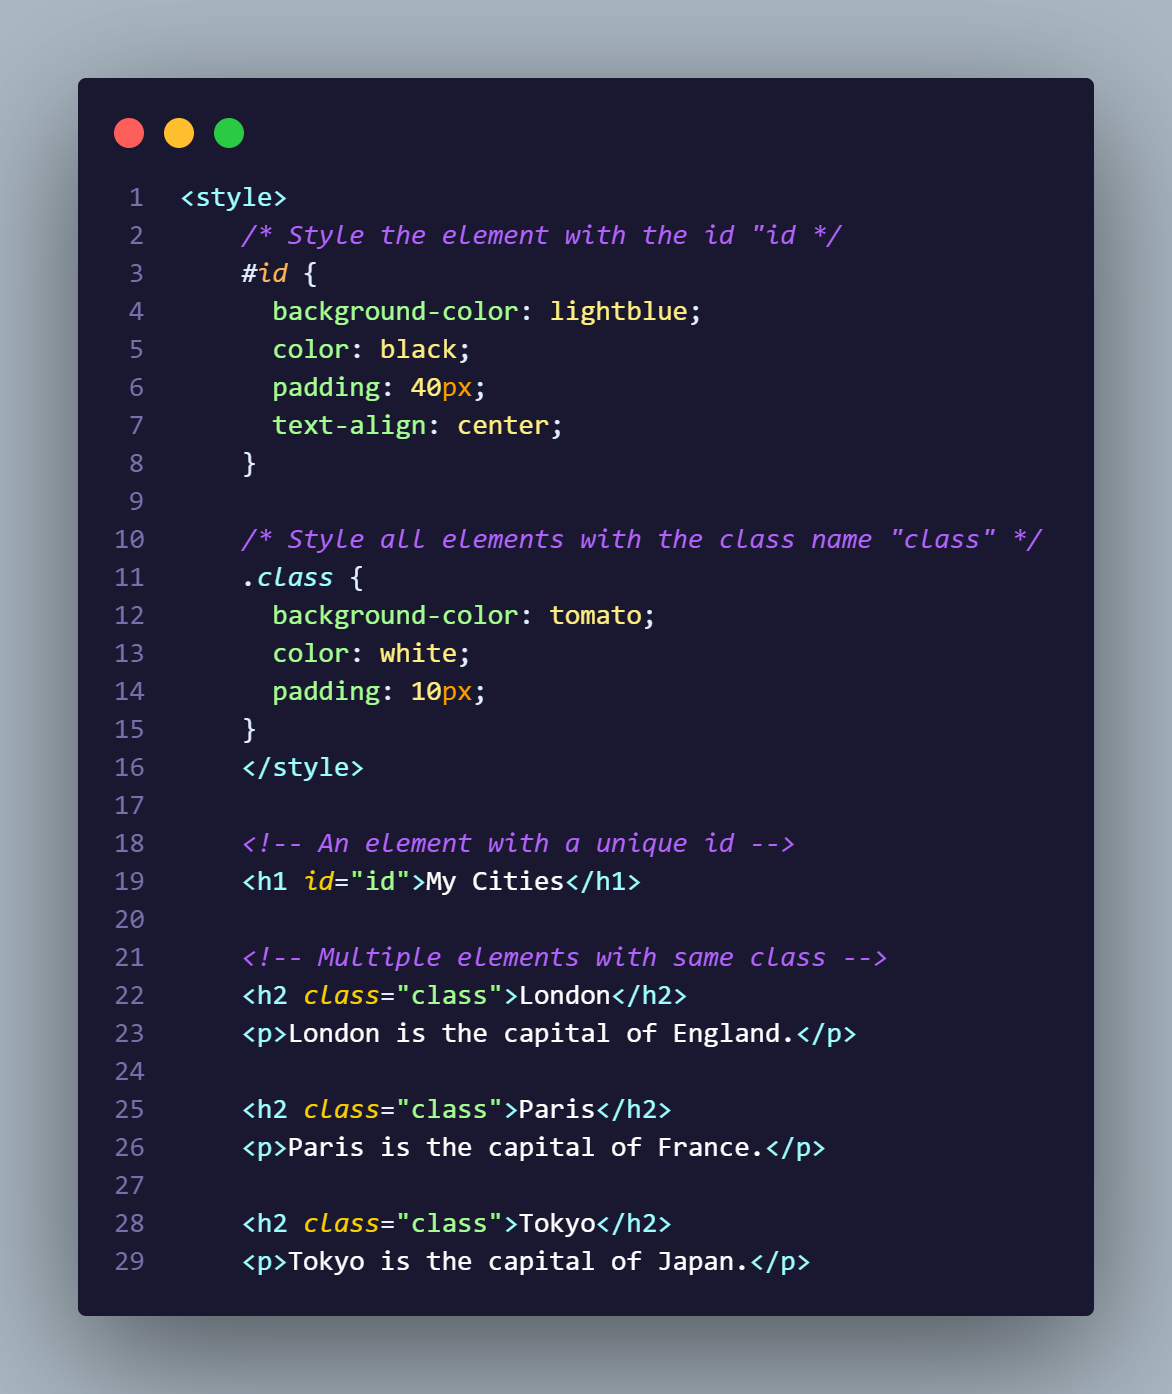 1 <style>
2 /* Style the element with the id "id */
3 #id {
4 background-color: lightblue;
5 color: black;
6 padding: 40px;
7 text-align: center;
8 }
9
10 /* Style all elements with the class name "class" */
11 .class {
12 background-color: tomato;
13 color: white;
14 padding: 10px;
15 }
16 </style>
17
18 <!-- An element with a unique id -->
19 <h1 id="id">My Cities</h1>
20
21 <!-- Multiple elements with same class -->
22 <h2 class="class">London</h2>
23 <p>London is the capital of England.</p>
24
25 <h2 class="class">Paris</h2>
26 <p>Paris is the capital of France.</p>
27
28 <h2 class="class">Tokyo</h2>
29 <p>Tokyo is the capital of Japan.</p>